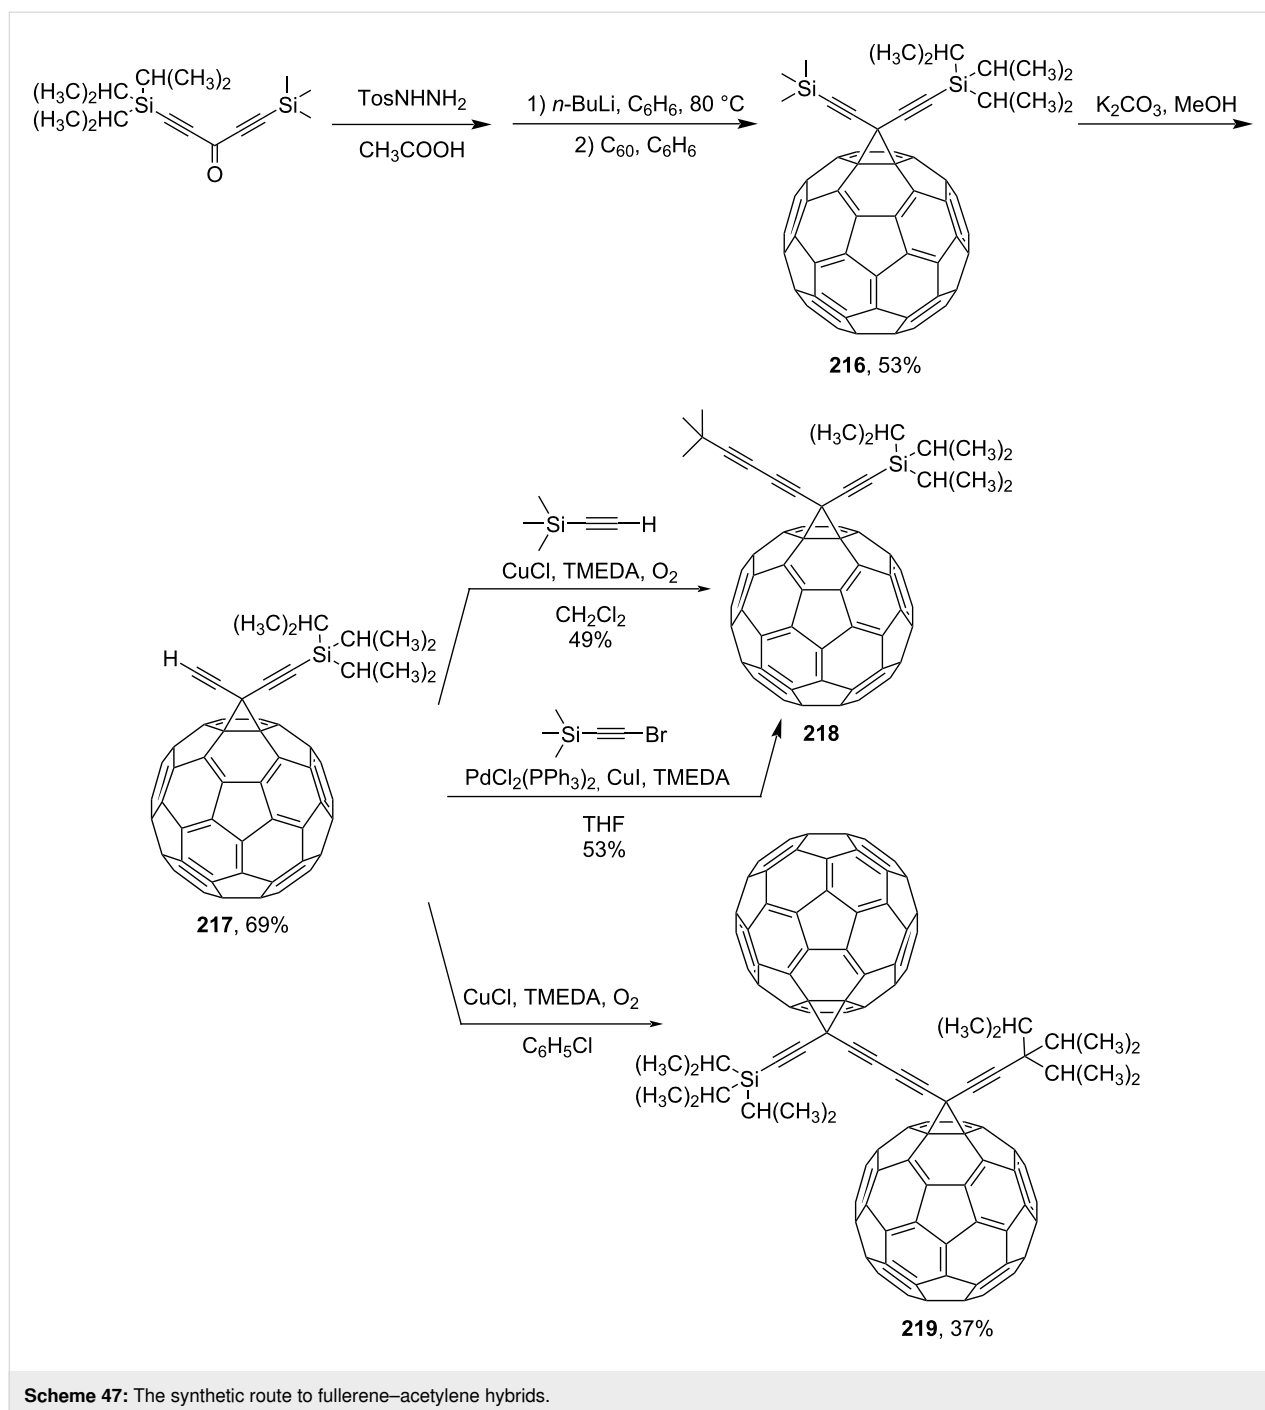 CH(CH₃)₂
(H₃C)₂HC
Si
(H₃C)₂HC
Si
O
TosNHNH₂
CH₃COOH
1) n-BuLi, C₆H₆, 80 °C
2) C₆₀, C₆H₆
(H₃C)₂HC
Si
Si
CH(CH₃)₂
CH(CH₃)₂
216, 53%
K₂CO₃, MeOH
H
(H₃C)₂HC
Si
CH(CH₃)₂
CH(CH₃)₂
217, 69%
Si
H
CuCl, TMEDA, O₂
CH₂Cl₂
49%
(H₃C)₂HC
Si
CH(CH₃)₂
CH(CH₃)₂
218
Si
Br
PdCl₂(PPh₃)₂, CuI, TMEDA
THF
53%
CuCl, TMEDA, O₂
C₆H₅Cl
(H₃C)₂HC
Si
(H₃C)₂HC
CH(CH₃)₂
(H₃C)₂HC
CH(CH₃)₂
CH(CH₃)₂
219, 37%
Scheme 47: The synthetic route to fullerene–acetylene hybrids.